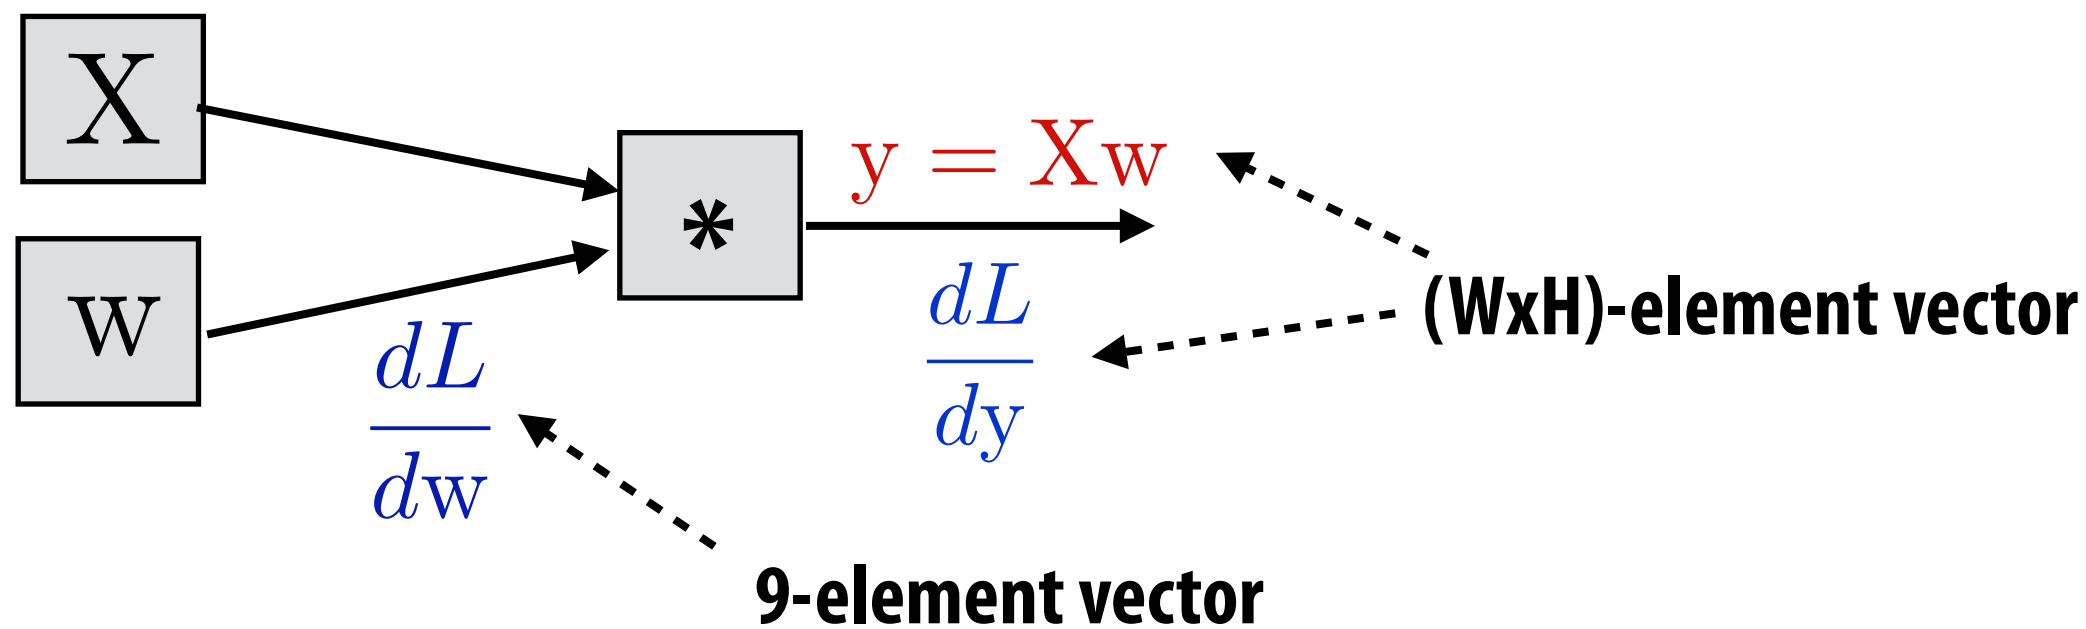 X
w
*
y = Xw
dL
dw
dL
dy
(WxH)-element vector
9-element vector